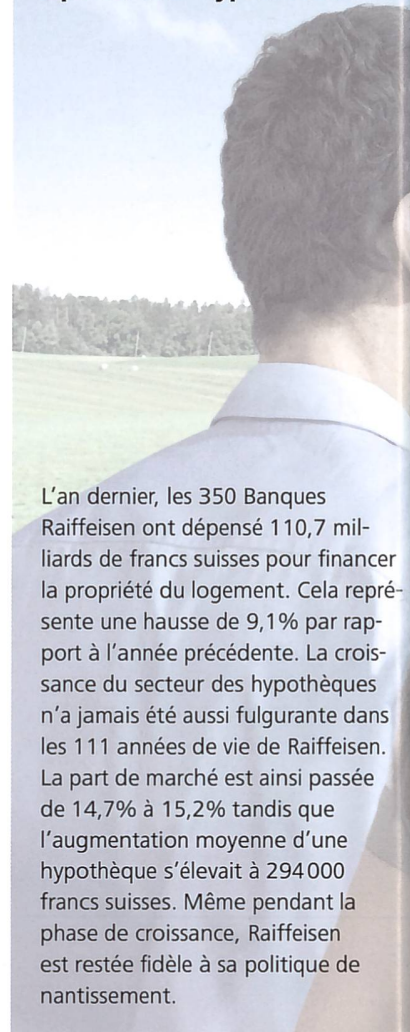 L'an dernier, les 350 Banques
Raiffeisen ont dépensé 110,7 mil-
liards de francs suisses pour financer
la propriété du logement. Cela repré-
sente une hausse de 9,1% par rap-
port à l'année précédente. La crois-
sance du secteur des hypothèques
n'a jamais été aussi fulgurante dans
les 111 années de vie de Raiffeisen.
La part de marché est ainsi passée
de 14,7% à 15,2% tandis que
l'augmentation moyenne d'une
hypothèque s'élevait à 294 000
francs suisses. Même pendant la
phase de croissance, Raiffeisen
est restée fidèle à sa politique de
nantissement.